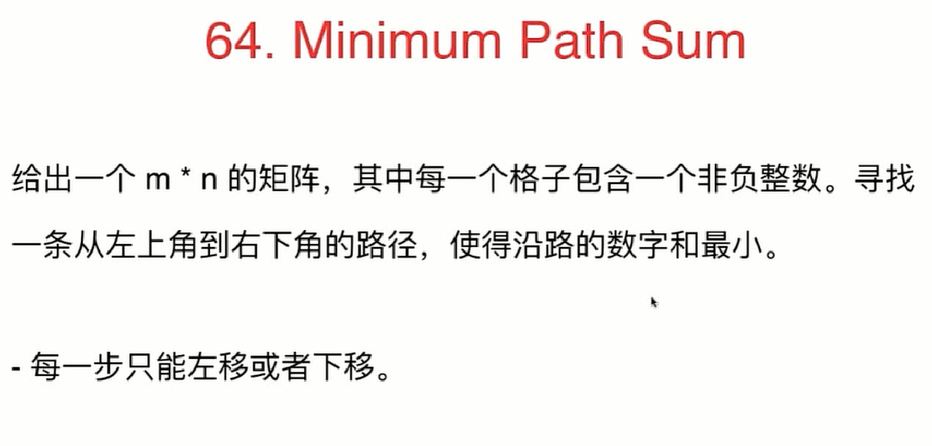 64. Minimum Path Sum
给出一个 m * n 的矩阵，其中每一个格子包含一个非负整数。寻找
一条从左上角到右下角的路径，使得沿路的数字和最小。
- 每一步只能左移或者下移。